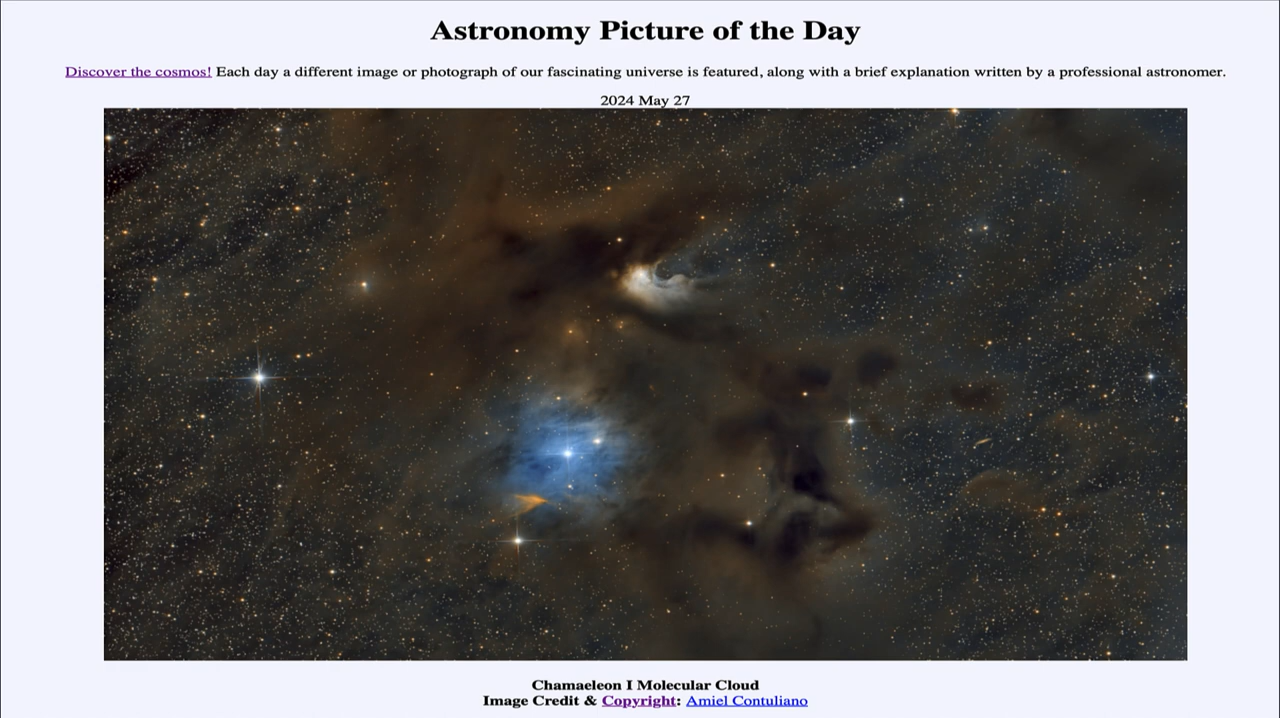 Astronomy Picture of the Day
Discover the cosmos! Each day a different image or photograph of our fascinating universe is featured, along with a brief explanation written by a professional astronomer.
2024 May 27
Chamaeleon I Molecular Cloud
Image Credit & Copyright: Amiel Contuliano